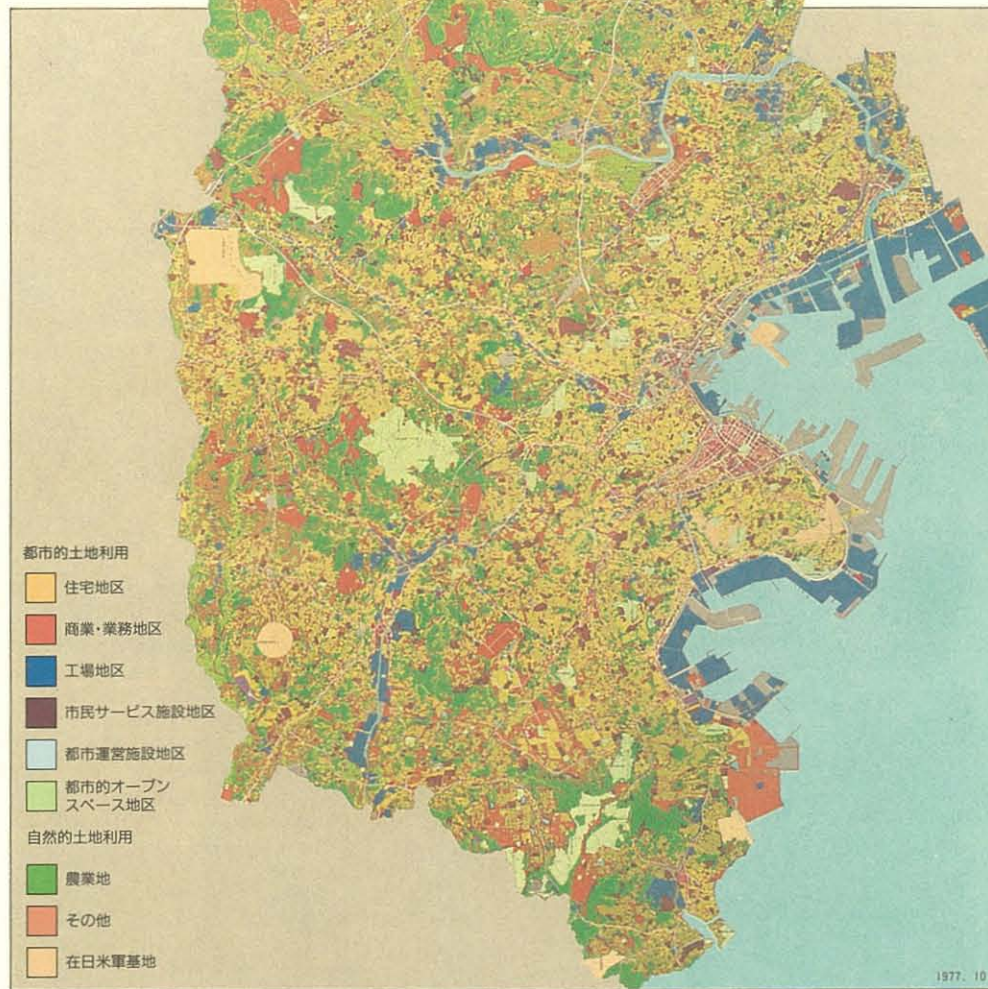 都市的土地利用
住宅地区
商業・業務地区
工場地区
市民サービス施設地区
都市運営施設地区
都市的オープン
スペース地区
自然的土地利用
農業地
その他
在日米軍基地
1977. 10